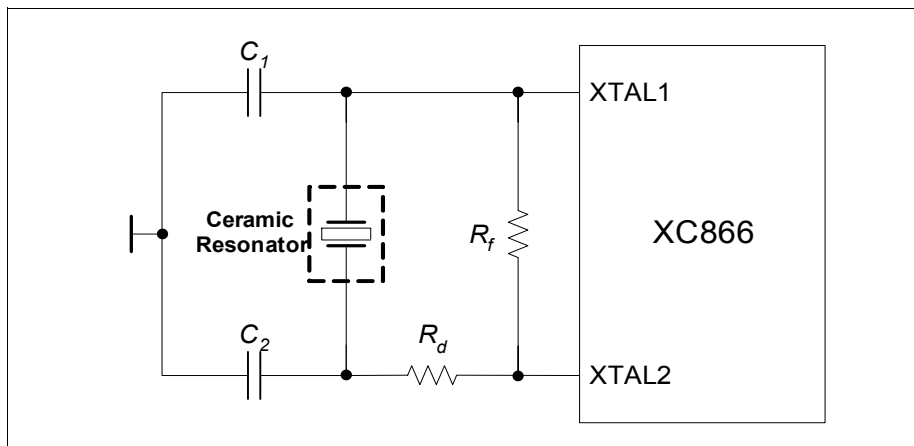 C1
XTAL1
Ceramic
Resonator
Rf
XC866
C2
Rd
XTAL2